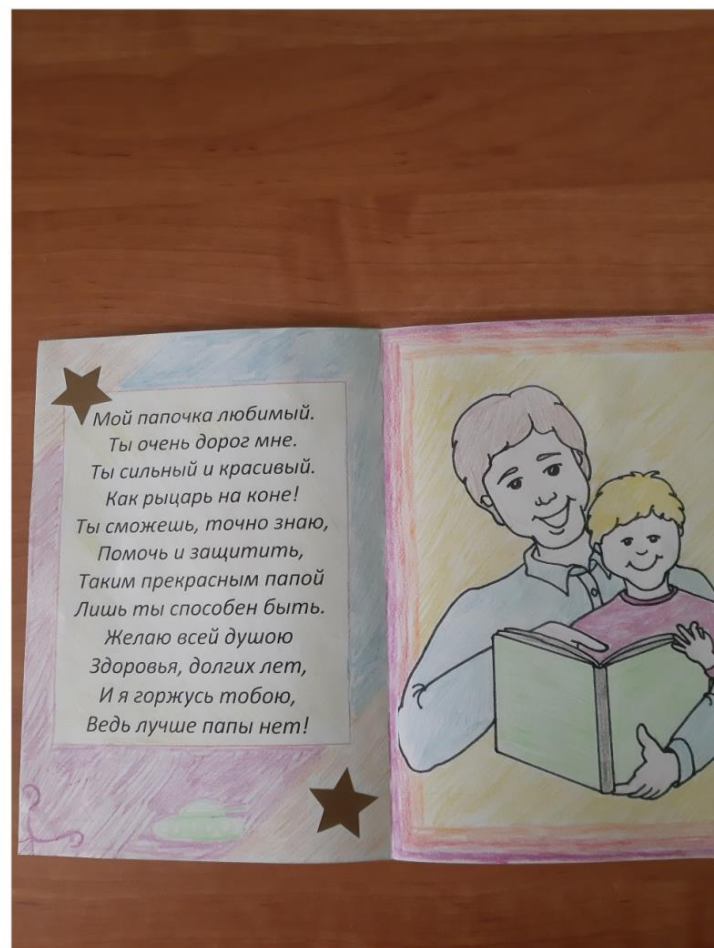 Мой папочка любимый.
Ты очень дорог мне.
Ты сильный и красивый.
Как рыцарь на коне!
Ты сможешь, точно знаю,
Помочь и защитить,
Таким прекрасным папой
Лишь ты способен быть.
Желаю всей душою
Здоровья, долгих лет,
И я горжусь тобою,
Ведь лучше папы нет!